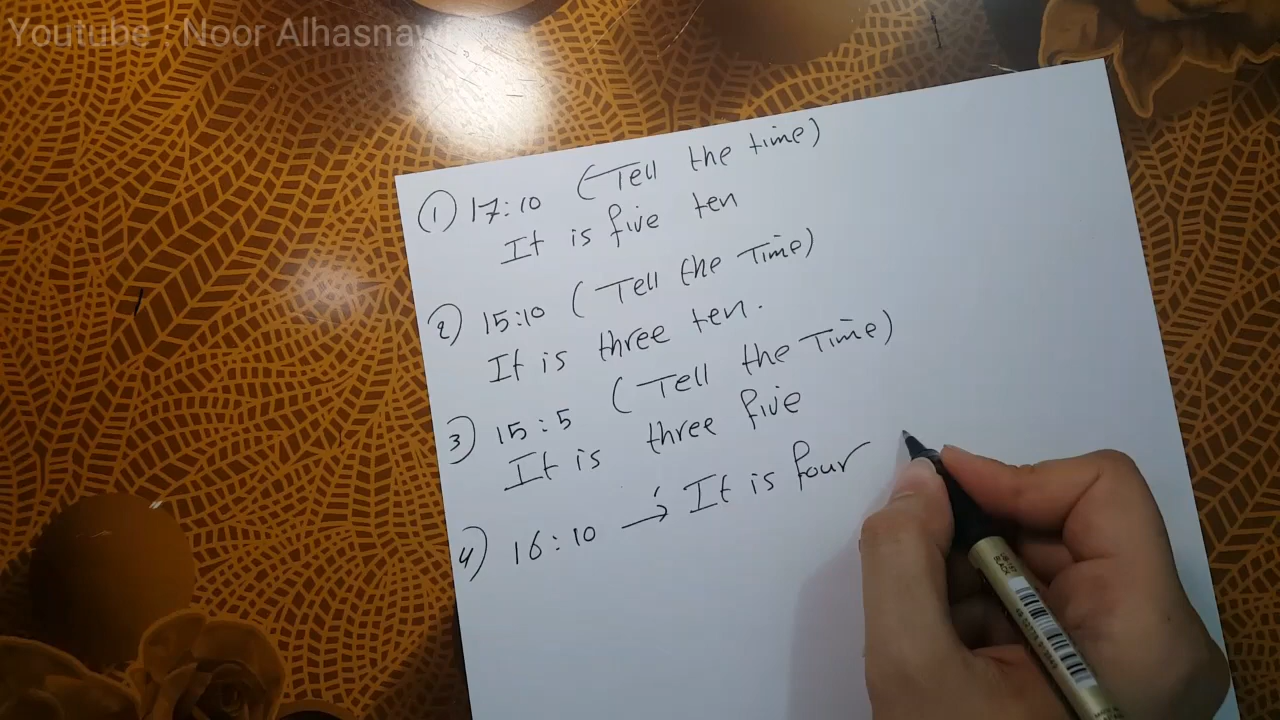 Youtube : Noor Alhasnawi
1) 17:10 (Tell the time)
It is five ten
2) 15:10 (Tell the Time)
It is three ten.
3) 15:5 (Tell the Time)
It is three five
4) 16:10 → It is four